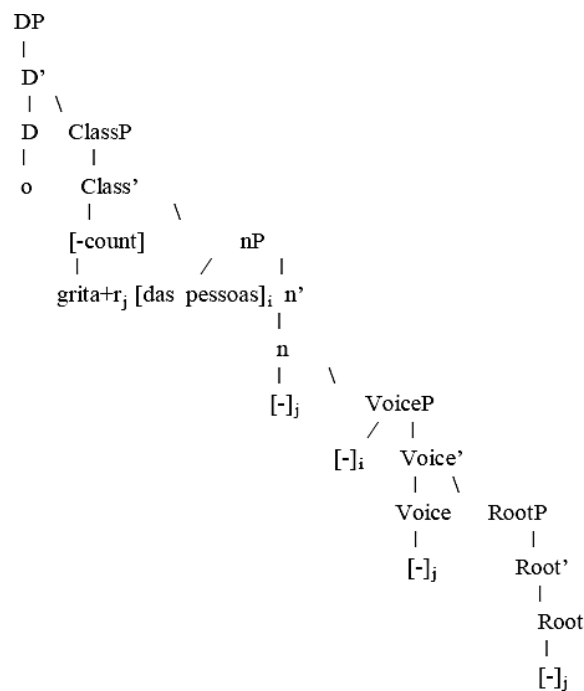 DP
D’
D ClassP
o Class’
[-count] nP
grita+rj [das pessoas]i n’
n
[-]j VoiceP
[-]i Voice’
Voice RootP
[-]j Root’
Root
[-]j